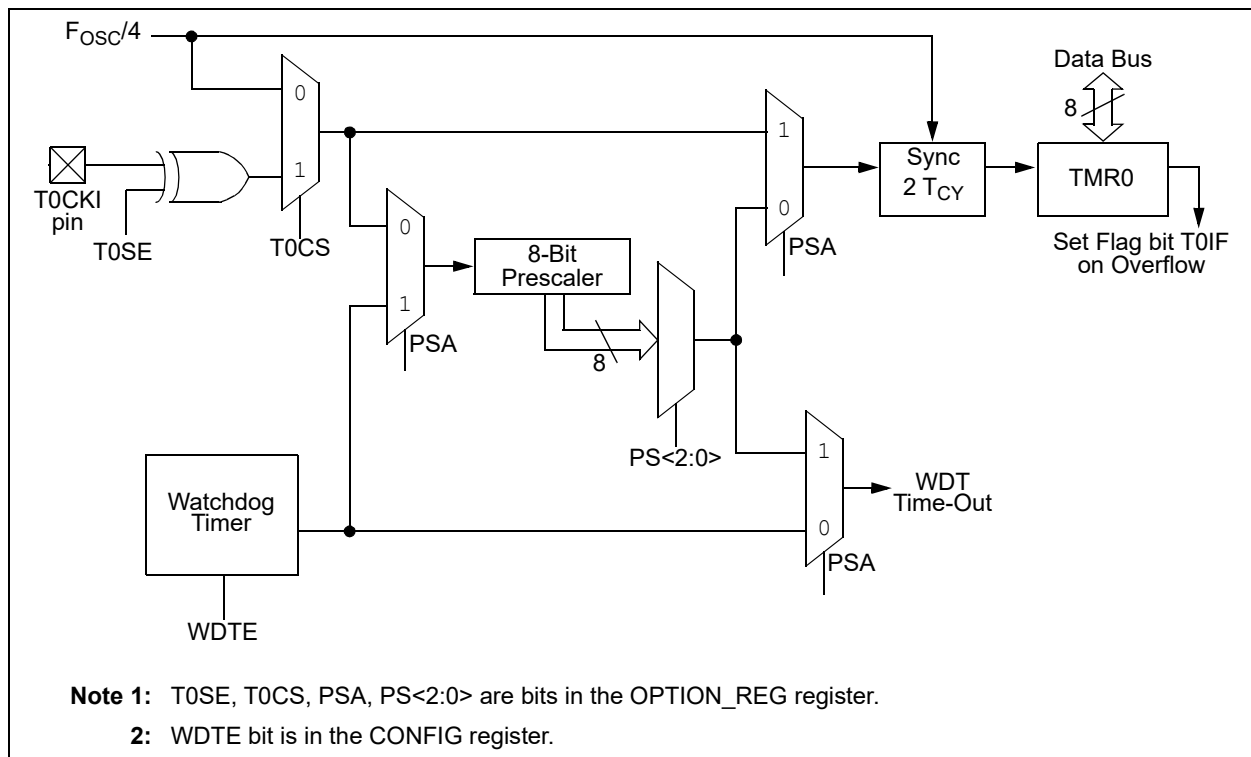 FOSC/4
Data Bus
0
8
1
1
Sync
2 TCY
TMR0
T0CKI
pin
T0SE
T0CS
0
8-Bit
Prescaler
0
PSA
Set Flag bit T0IF
on Overflow
1
PSA
8
PS<2:0>
1
WDT
Time-Out
Watchdog
Timer
0
PSA
WDTE
Note 1: T0SE, T0CS, PSA, PS<2:0> are bits in the OPTION_REG register.
2: WDTE bit is in the CONFIG register.